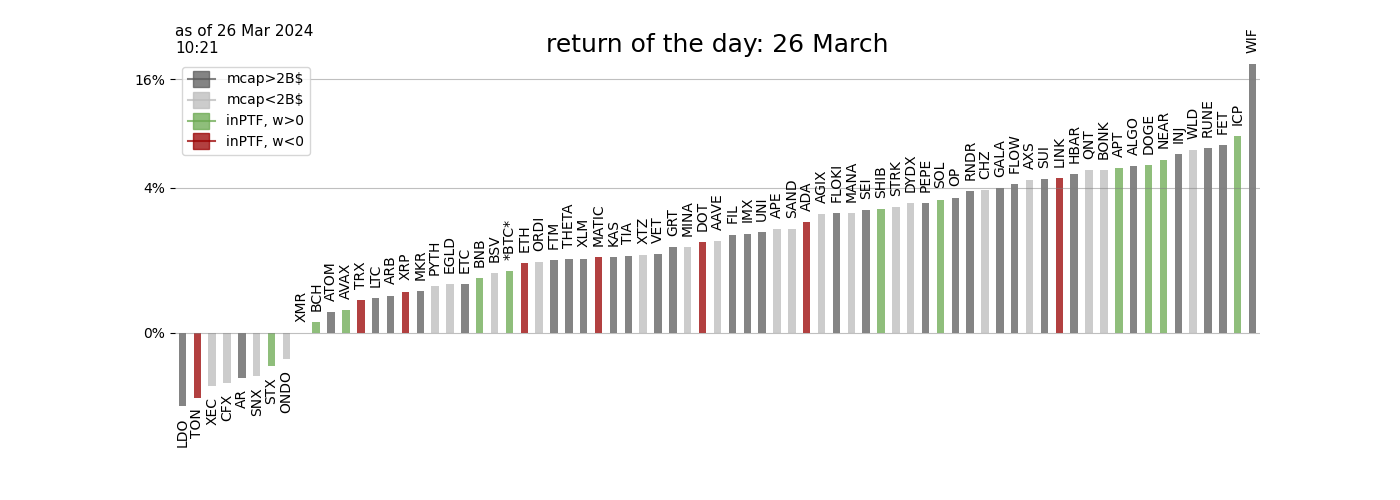 as of 26 Mar 2024
10:21
return of the day: 26 March
16%
4%
0%
mcap>2B$
mcap<2B$
inPTF, w>0
inPTF, w<0
LDO
TON
XEC
CFX
AR
SNX
STX
ONDO
XMR
BCH
ATOM
AVAX
TRX
LTC
ARB
XRP
MKR
PYTH
EGLD
ETC
BNB
BSV
*BTC*
ETH
ORDI
FTM
THETA
XLM
MATIC
KAS
TIA
XTZ
VET
GRT
MINA
DOT
AAVE
FIL
IMX
UNI
APE
SAND
ADA
AGIX
FLOKI
MANA
SEI
SHIB
STRK
DYDX
PEPE
SOL
OP
RNDR
CHZ
GALA
FLOW
AXS
SUI
LINK
HBAR
QNT
BONK
APT
ALGO
DOGE
NEAR
INJ
WLD
RUNE
FET
ICP
WIF